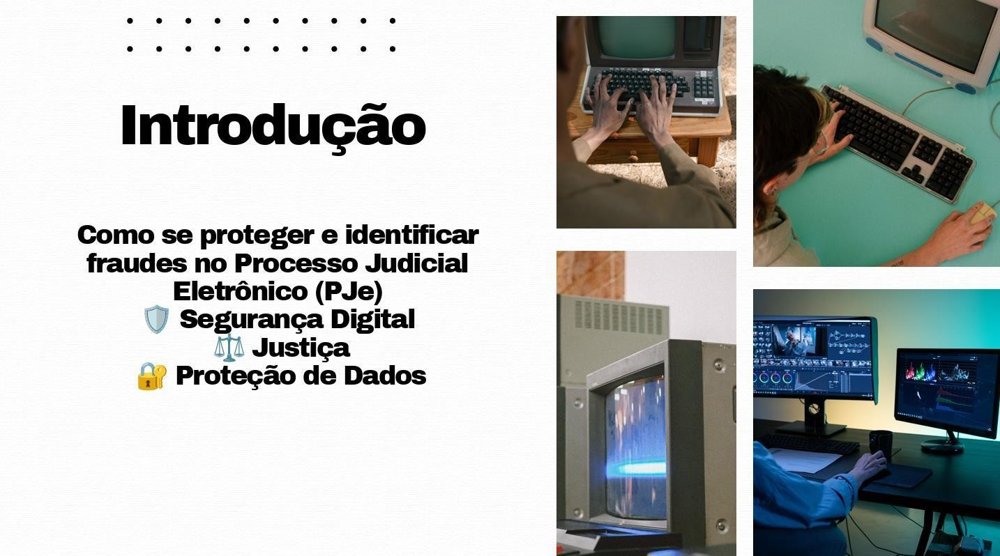 Introdução
Como se proteger e identificar
fraudes no Processo Judicial
Eletrônico (PJe)
🛡️ Segurança Digital
⚖️ Justiça
🔐 Proteção de Dados